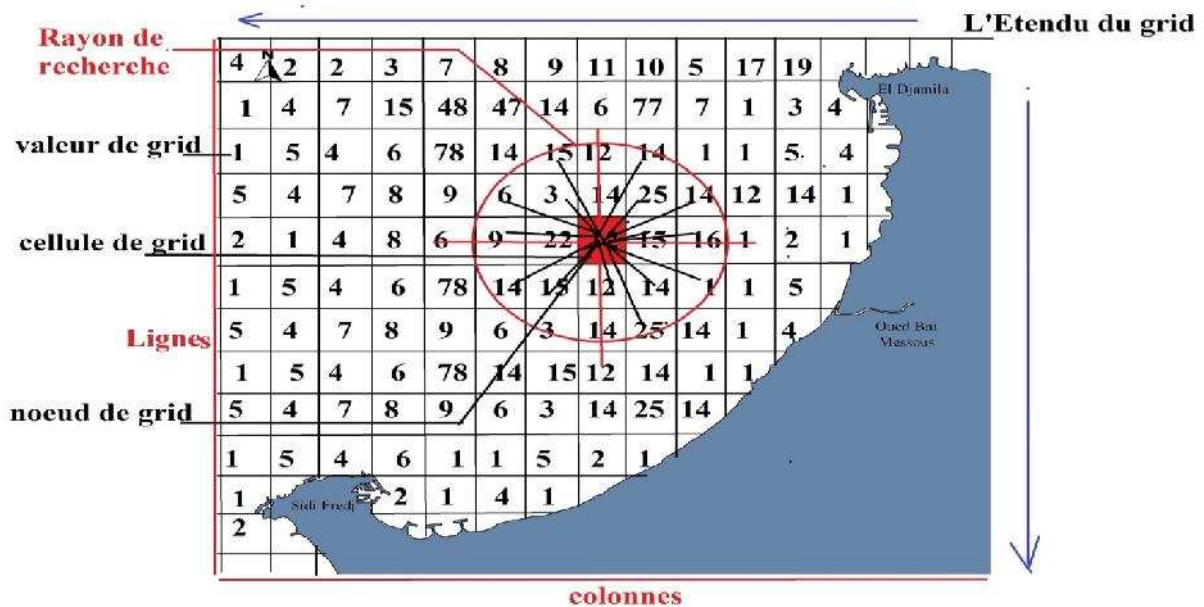 L'Etendu du grid
Rayon de
recherche
N
4 2 2 3 7 8 9 11 10 5 17 19
El Djamila
1 4 7 15 48 47 14 6 77 7 1 3 4
valeur de grid
1 5 4 6 78 14 15 12 14 1 1 5 4
5 4 7 8 9 6 3 14 25 14 12 14 1
cellule de grid
2 1 4 8 6 9 22 15 16 1 2 1
1 5 4 6 78 14 15 12 14 1 1 5
Lignes
5 4 7 8 9 6 3 14 25 14 1 4
Oued Bni
Messous
1 5 4 6 78 14 15 12 14 1 1
noeud de grid
5 4 7 8 9 6 3 14 25 14
1 5 4 6 1 1 5 2 1
1 2 1 4 1
Sidi Fredj
2
colonnes